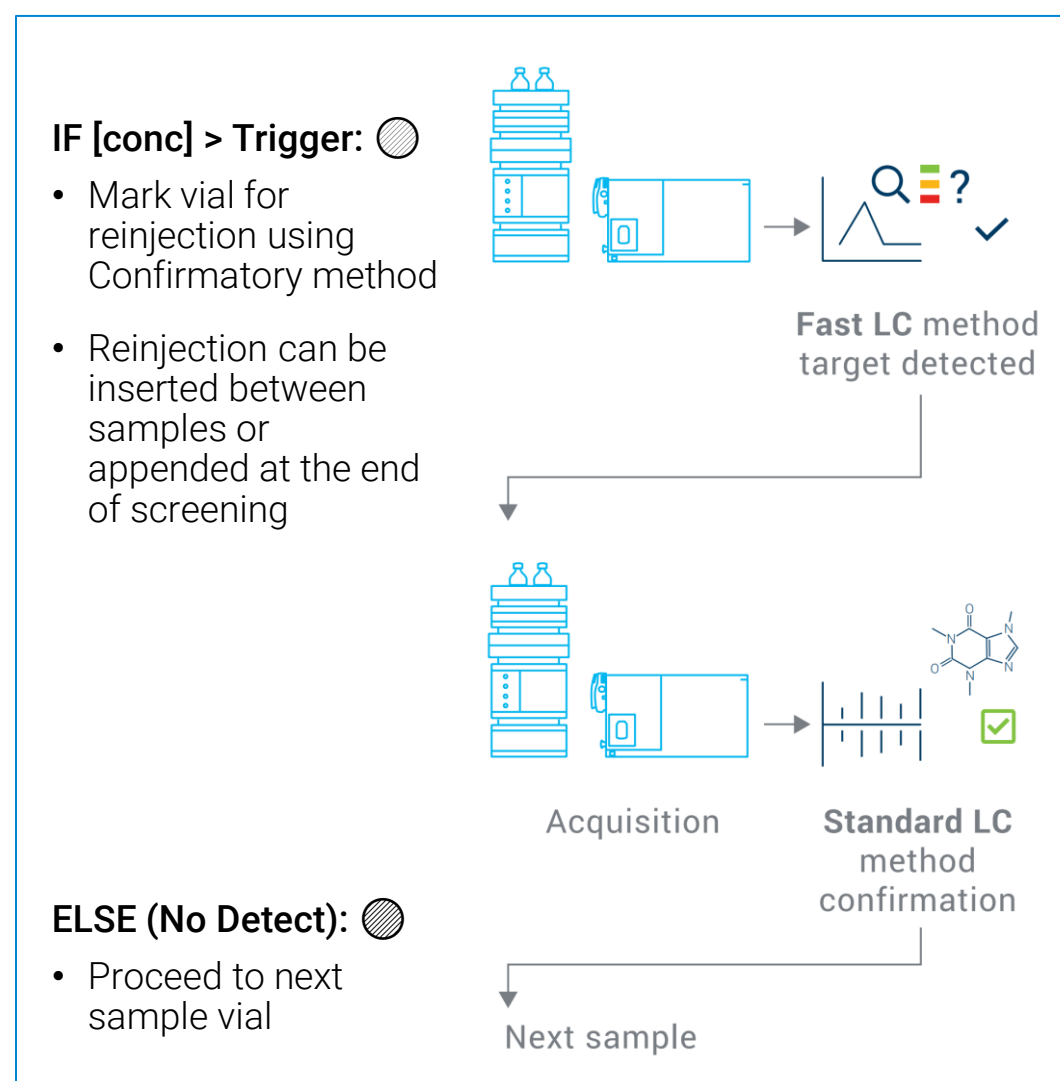 IF [conc] > Trigger:
• Mark vial for
reinjection using
Confirmatory method
• Reinjection can be
inserted between
samples or
appended at the end
of screening
?
Fast LC method
target detected
O
N
N
O
N
N
Acquisition
Standard LC
method
confirmation
ELSE (No Detect):
• Proceed to next
sample vial
Next sample